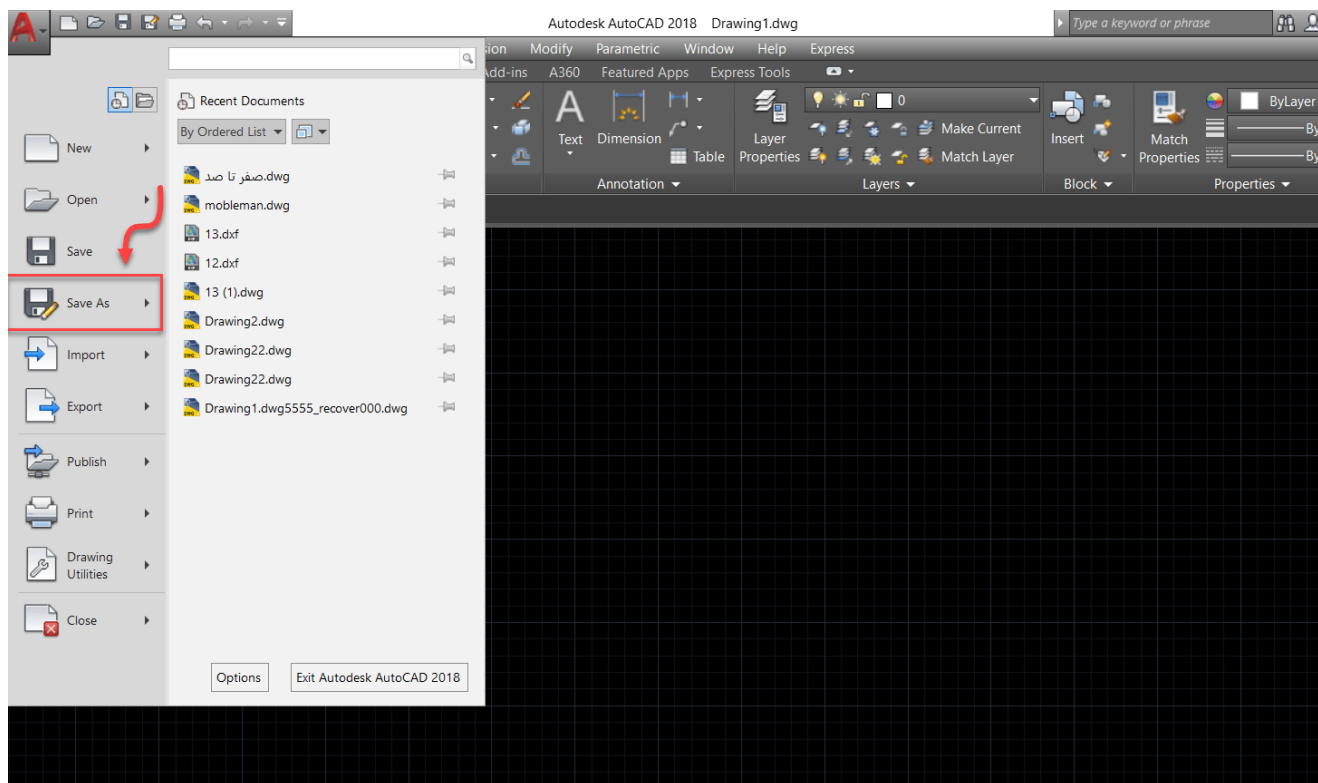 Autodesk AutoCAD 2018 Drawing1.dwg
Type a keyword or phrase
Modify Parametric Window Help Express
Add-ins A360 Featured Apps Express Tools
Recent Documents
By Ordered List
New
Open
Save
Save As
Import
Export
Publish
Print
Drawing
Utilities
Close
صفر تا صد.dwg
mobleman.dwg
13.dxf
12.dxf
13 (1).dwg
Drawing2.dwg
Drawing22.dwg
Drawing22.dwg
Drawing1.dwg5555_recover000.dwg
Options
Exit Autodesk AutoCAD 2018
A
Text
Dimension
Table
Annotation
Layer
Properties
0
Make Current
Match Layer
Layers
Insert
Block
Match
Properties
ByLayer
By
By
Properties